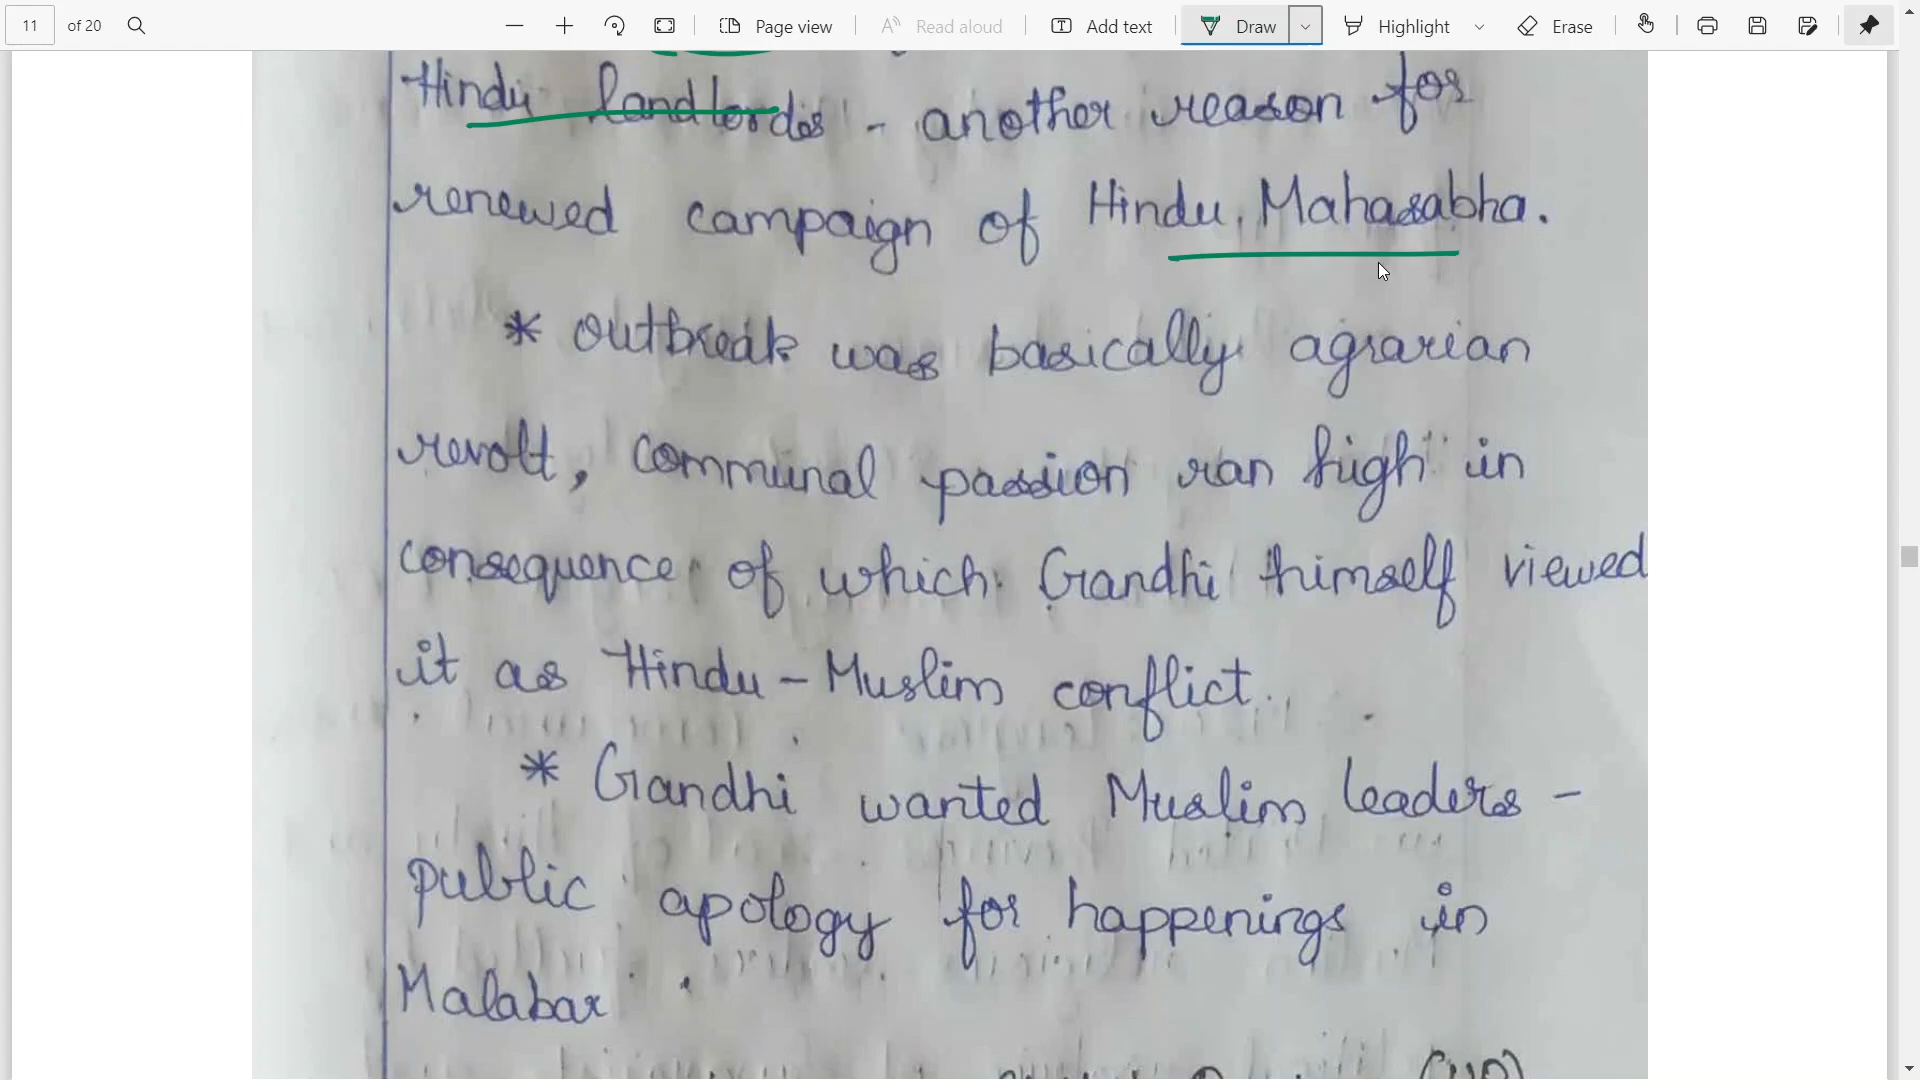 11 of 20 Page view Read aloud Add text Draw Highlight Erase
Hindu landlords - another reason for
renewed campaign of Hindu Mahasabha.
* Outbreak was basically agrarian
revolt, communal passion ran high in
consequence of which Gandhi himself viewed
it as Hindu - Muslim conflict.
* Gandhi wanted Muslim leaders -
public apology for happenings in
Malabar.